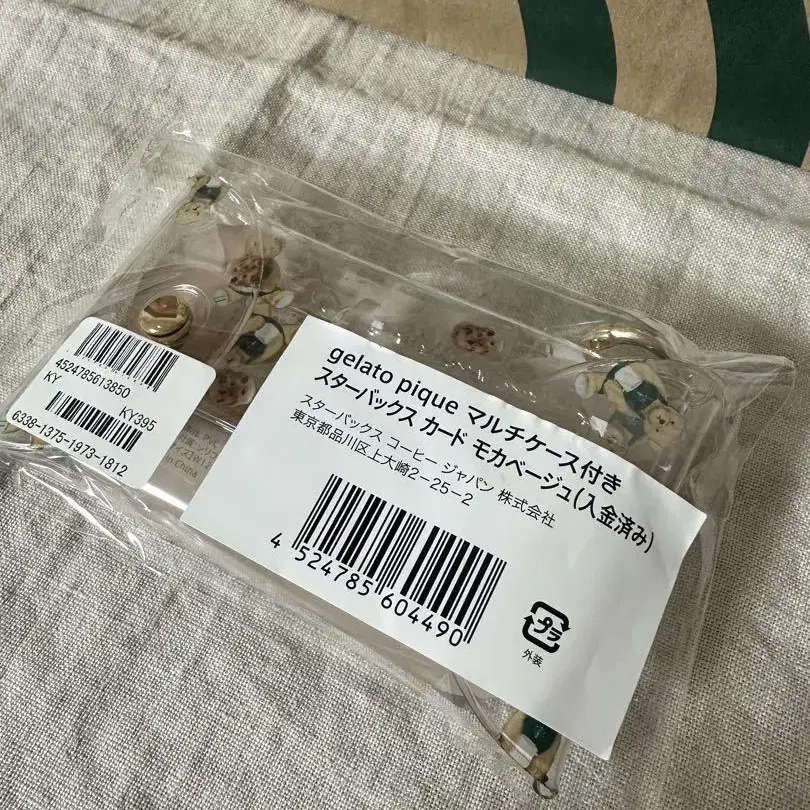 gelato pique マルチケース付き
スターバックス カード モカベージュ(入金済み)
スターバックス コーヒー ジャパン 株式会社
東京都品川区上大崎2-25-2
4 524785 604490
プラ
外装
4524785613850
KY KY395
6338-1375-1973-1812
PVC
China